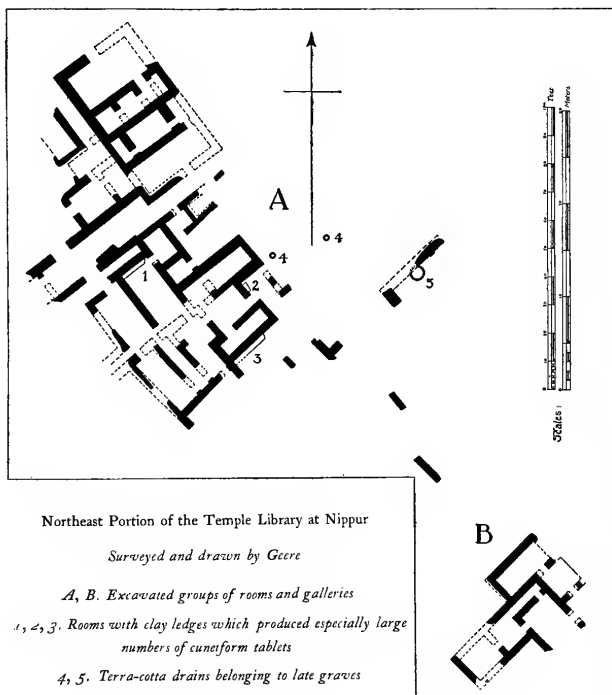 A
4
4
5
1
2
3
Feet
Meters
Scales:
B
Northeast Portion of the Temple Library at Nippur
Surveyed and drawn by Geere
A, B. Excavated groups of rooms and galleries
1, 2, 3. Rooms with clay ledges which produced especially large
numbers of cuneiform tablets
4, 5. Terra-cotta drains belonging to late graves